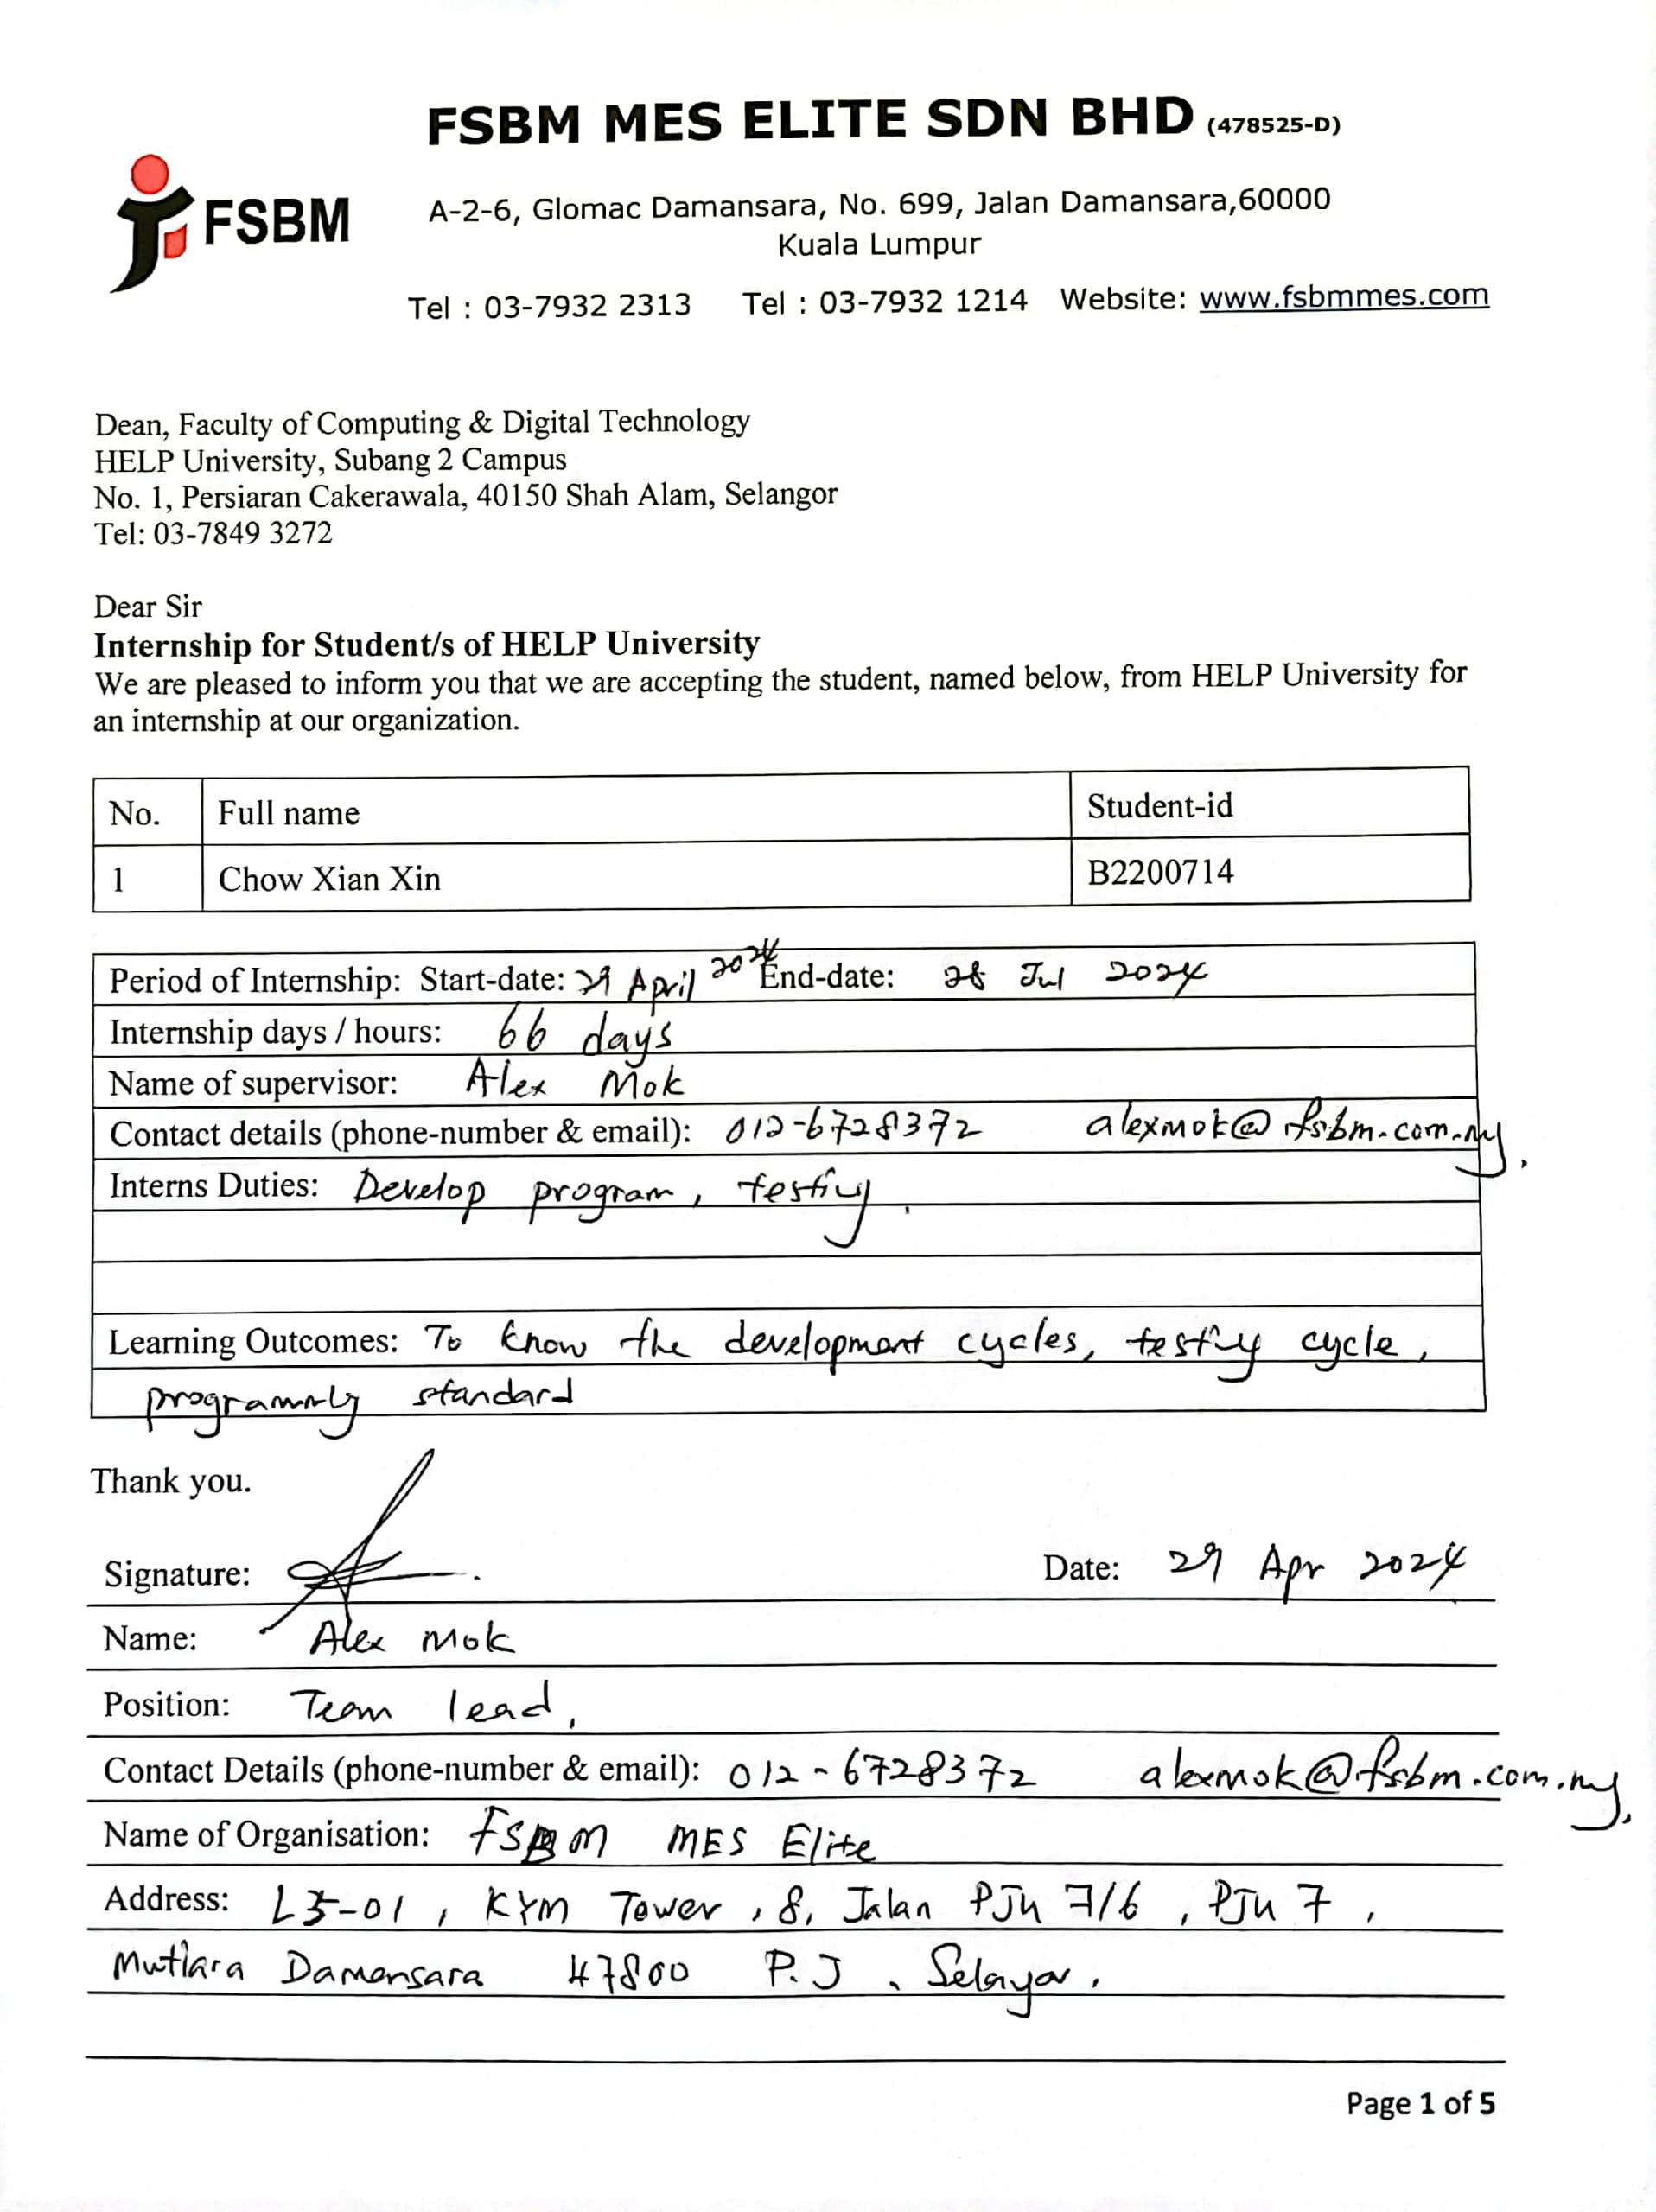 FSBM MES ELITE SDN BHD (478525-D)
FSBM
A-2-6, Glomac Damansara, No. 699, Jalan Damansara,60000
Kuala Lumpur
Tel : 03-7932 2313 Tel : 03-7932 1214 Website: www.fsbmmes.com
Dean, Faculty of Computing & Digital Technology
HELP University, Subang 2 Campus
No. 1, Persiaran Cakerawala, 40150 Shah Alam, Selangor
Tel: 03-7849 3272
Dear Sir
Internship for Student/s of HELP University
We are pleased to inform you that we are accepting the student, named below, from HELP University for
an internship at our organization.
No. Full name Student-id
1 Chow Xian Xin B2200714
Period of Internship: Start-date: 29 April 2024 End-date: 28 Jul 2024
Internship days / hours: 66 days
Name of supervisor: Alex Mok
Contact details (phone-number & email): 012-6728372 alexmok@fsbm.com.my.
Interns Duties: Develop program, testing.
Learning Outcomes: To know the development cycles, testing cycle,
programming standard
Thank you.
Signature: Date: 29 Apr 2024
Name: Alex Mok
Position: Team lead,
Contact Details (phone-number & email): 012-6728372 alexmok@fsbm.com.my.
Name of Organisation: FSBM MES Elite
Address: L5-01, KYM Tower, 8, Jalan PJU 7/6, PJU 7,
Mutiara Damansara 47800 P.J, Selangor.
Page 1 of 5